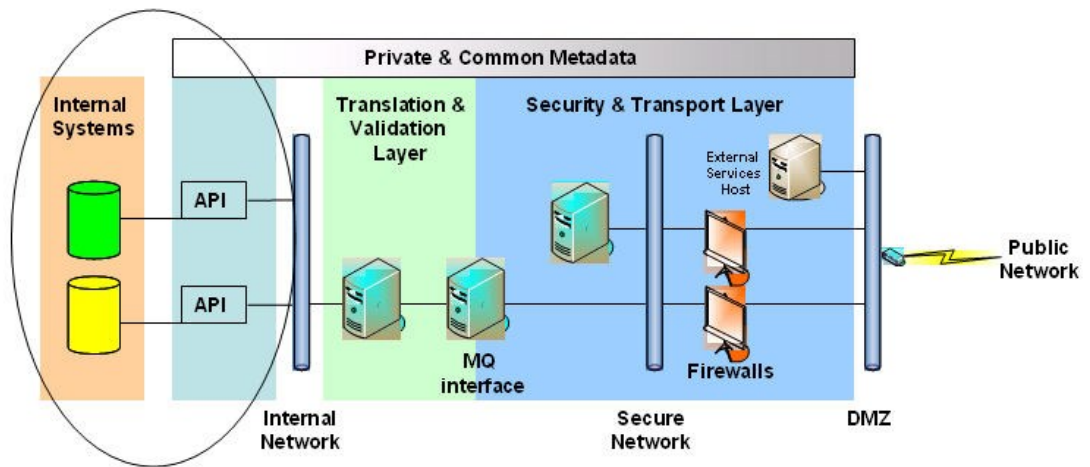 Private & Common Metadata
Internal
Systems
Translation &
Validation
Layer
Security & Transport Layer
External
Services
Host
API
API
Public
Network
MQ
interface
Firewalls
Internal
Network
Secure
Network
DMZ